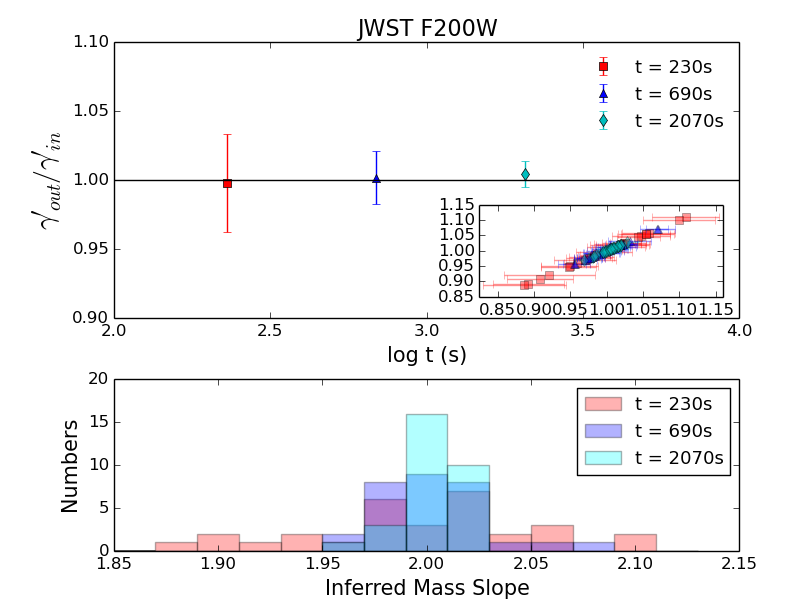 JWST F200W
1.10
t = 230s
t = 690s
1.05
t = 2070s
γ'out/γ'in
1.00
1.15
1.10
1.05
0.95
1.00
0.95
0.90
0.85
0.85 0.90 0.95 1.00 1.05 1.10 1.15
0.90
2.0 2.5 3.0 3.5 4.0
log t (s)
20
t = 230s
15
t = 690s
t = 2070s
Numbers
10
5
0
1.85 1.90 1.95 2.00 2.05 2.10 2.15
Inferred Mass Slope